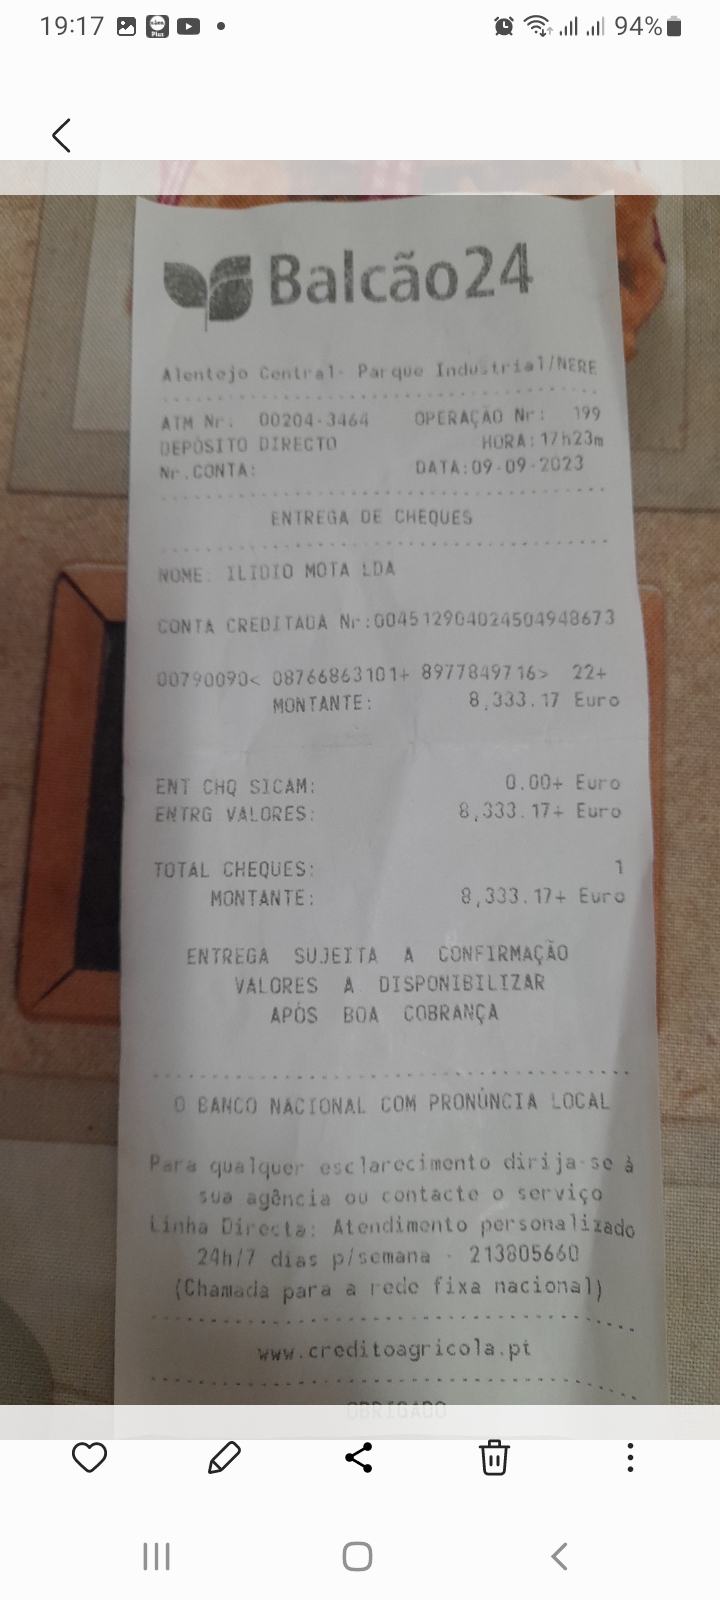 19:17
94%
Balcão24
Alentejo Central- Parque Industrial/NERE
ATM Nr. 00204-3464 OPERAÇÃO Nr: 199
DEPÓSITO DIRECTO HORA:17h23m
Nr.CONTA: DATA:09-09-2023
ENTREGA DE CHEQUES
NOME: ILIDIO MOTA LDA
CONTA CREDITADA Nr:004512904024504948673
00790090< 08766863101+ 8977849716> 22+
MONTANTE: 8,333.17 Euro
ENT CHQ SICAM: 0.00+ Euro
ENTRG VALORES: 8,333.17+ Euro
TOTAL CHEQUES: 1
MONTANTE: 8,333.17+ Euro
ENTREGA SUJEITA A CONFIRMAÇÃO
VALORES A DISPONIBILIZAR
APÓS BOA COBRANÇA
O BANCO NACIONAL COM PRONÚNCIA LOCAL
Para qualquer esclarecimento dirija-se à
sua agência ou contacte o serviço
Linha Directa: Atendimento personalizado
24h/7 dias p/semana - 213805660
(Chamada para a rede fixa nacional)
www.creditoagricola.pt
OBRIGADO